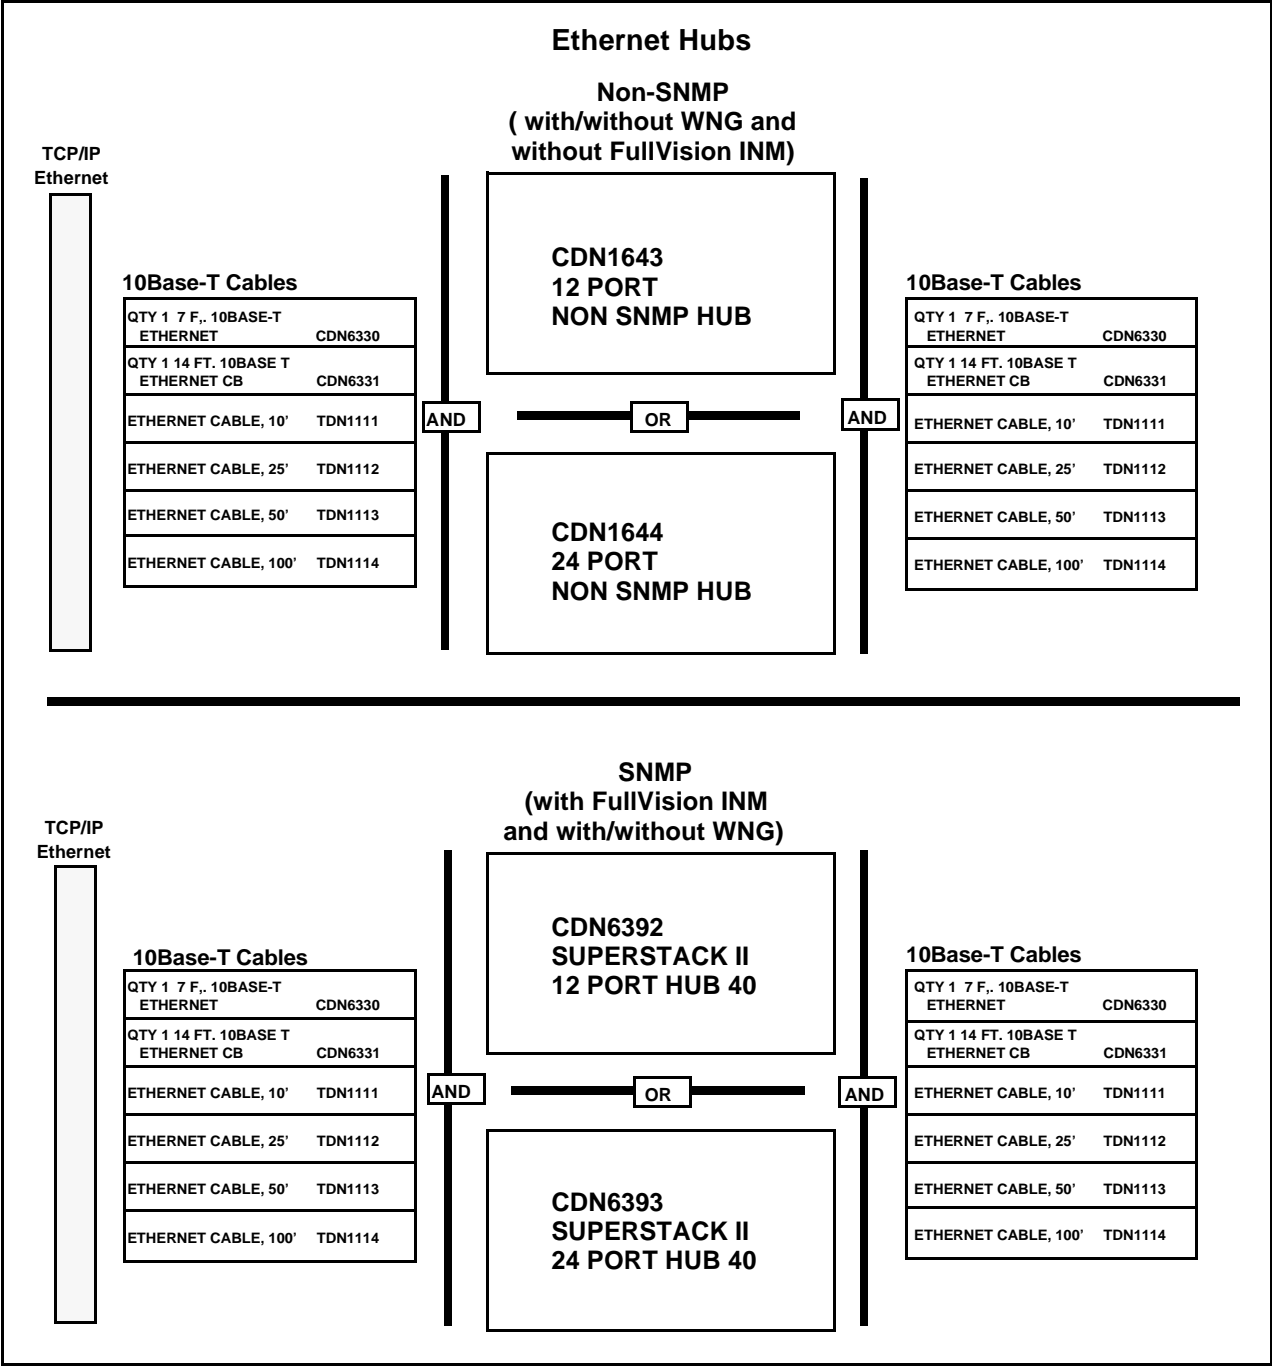 Ethernet Hubs
Non-SNMP
( with/without WNG and
without FullVision INM)
TCP/IP
Ethernet
10Base-T Cables
QTY 1 7 F,. 10BASE-T
ETHERNET CDN6330
QTY 1 14 FT. 10BASE T
ETHERNET CB CDN6331
ETHERNET CABLE, 10’ TDN1111
ETHERNET CABLE, 25’ TDN1112
ETHERNET CABLE, 50’ TDN1113
ETHERNET CABLE, 100’ TDN1114
AND
CDN1643
12 PORT
NON SNMP HUB
OR
CDN1644
24 PORT
NON SNMP HUB
AND
10Base-T Cables
QTY 1 7 F,. 10BASE-T
ETHERNET CDN6330
QTY 1 14 FT. 10BASE T
ETHERNET CB CDN6331
ETHERNET CABLE, 10’ TDN1111
ETHERNET CABLE, 25’ TDN1112
ETHERNET CABLE, 50’ TDN1113
ETHERNET CABLE, 100’ TDN1114
SNMP
(with FullVision INM
and with/without WNG)
TCP/IP
Ethernet
10Base-T Cables
QTY 1 7 F,. 10BASE-T
ETHERNET CDN6330
QTY 1 14 FT. 10BASE T
ETHERNET CB CDN6331
ETHERNET CABLE, 10’ TDN1111
ETHERNET CABLE, 25’ TDN1112
ETHERNET CABLE, 50’ TDN1113
ETHERNET CABLE, 100’ TDN1114
AND
CDN6392
SUPERSTACK II
12 PORT HUB 40
OR
CDN6393
SUPERSTACK II
24 PORT HUB 40
AND
10Base-T Cables
QTY 1 7 F,. 10BASE-T
ETHERNET CDN6330
QTY 1 14 FT. 10BASE T
ETHERNET CB CDN6331
ETHERNET CABLE, 10’ TDN1111
ETHERNET CABLE, 25’ TDN1112
ETHERNET CABLE, 50’ TDN1113
ETHERNET CABLE, 100’ TDN1114